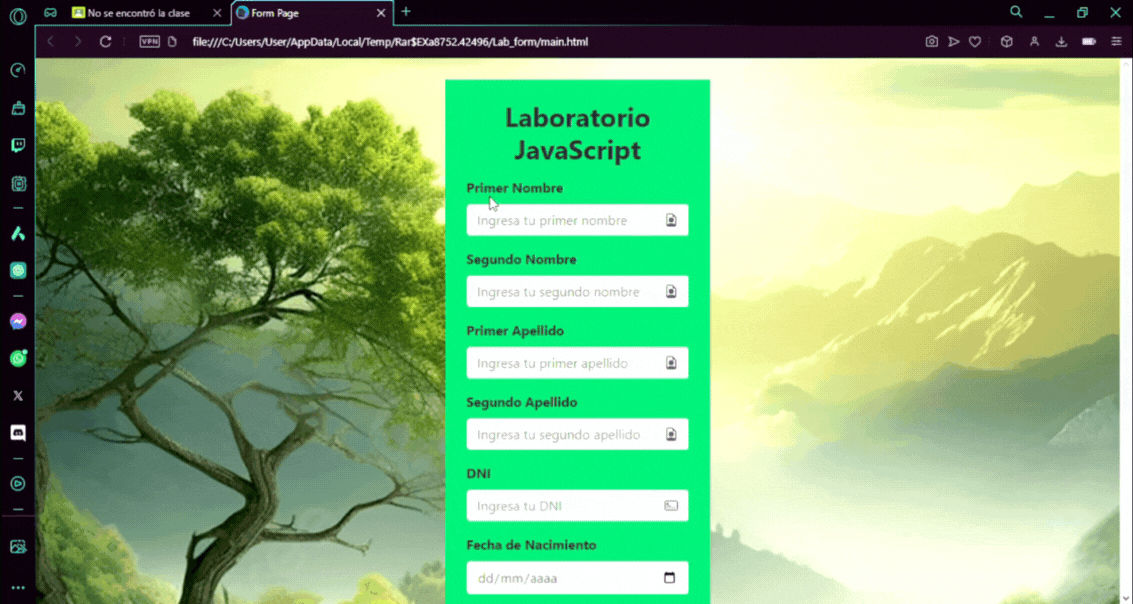 No se encontró la clase
Form Page
VPN
file:///C:/Users/User/AppData/Local/Temp/Rar$EXa8752.42496/Lab_form/main.html
Laboratorio
JavaScript
Primer Nombre
Ingresa tu primer nombre
Segundo Nombre
Ingresa tu segundo nombre
Primer Apellido
Ingresa tu primer apellido
Segundo Apellido
Ingresa tu segundo apellido
DNI
Ingresa tu DNI
Fecha de Nacimiento
dd/mm/aaaa